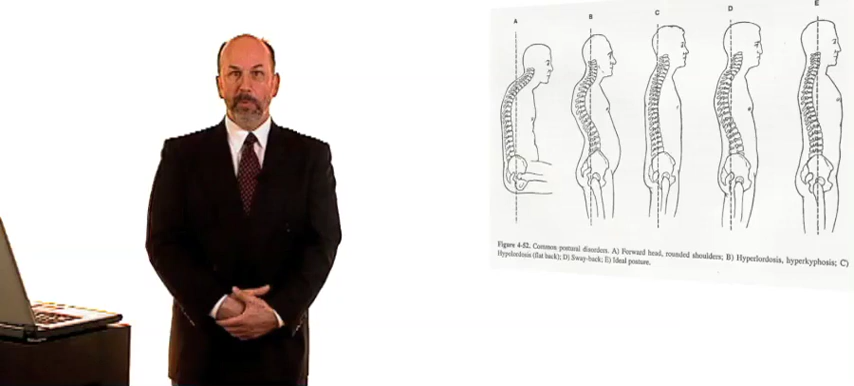 A
B
C
D
E
Figure 4-52. Common postural disorders. A) Forward head, rounded shoulders; B) Hyperlordosis, hyperkyphosis; C)
Hypolordosis (flat back); D) Sway-back; E) Ideal posture.